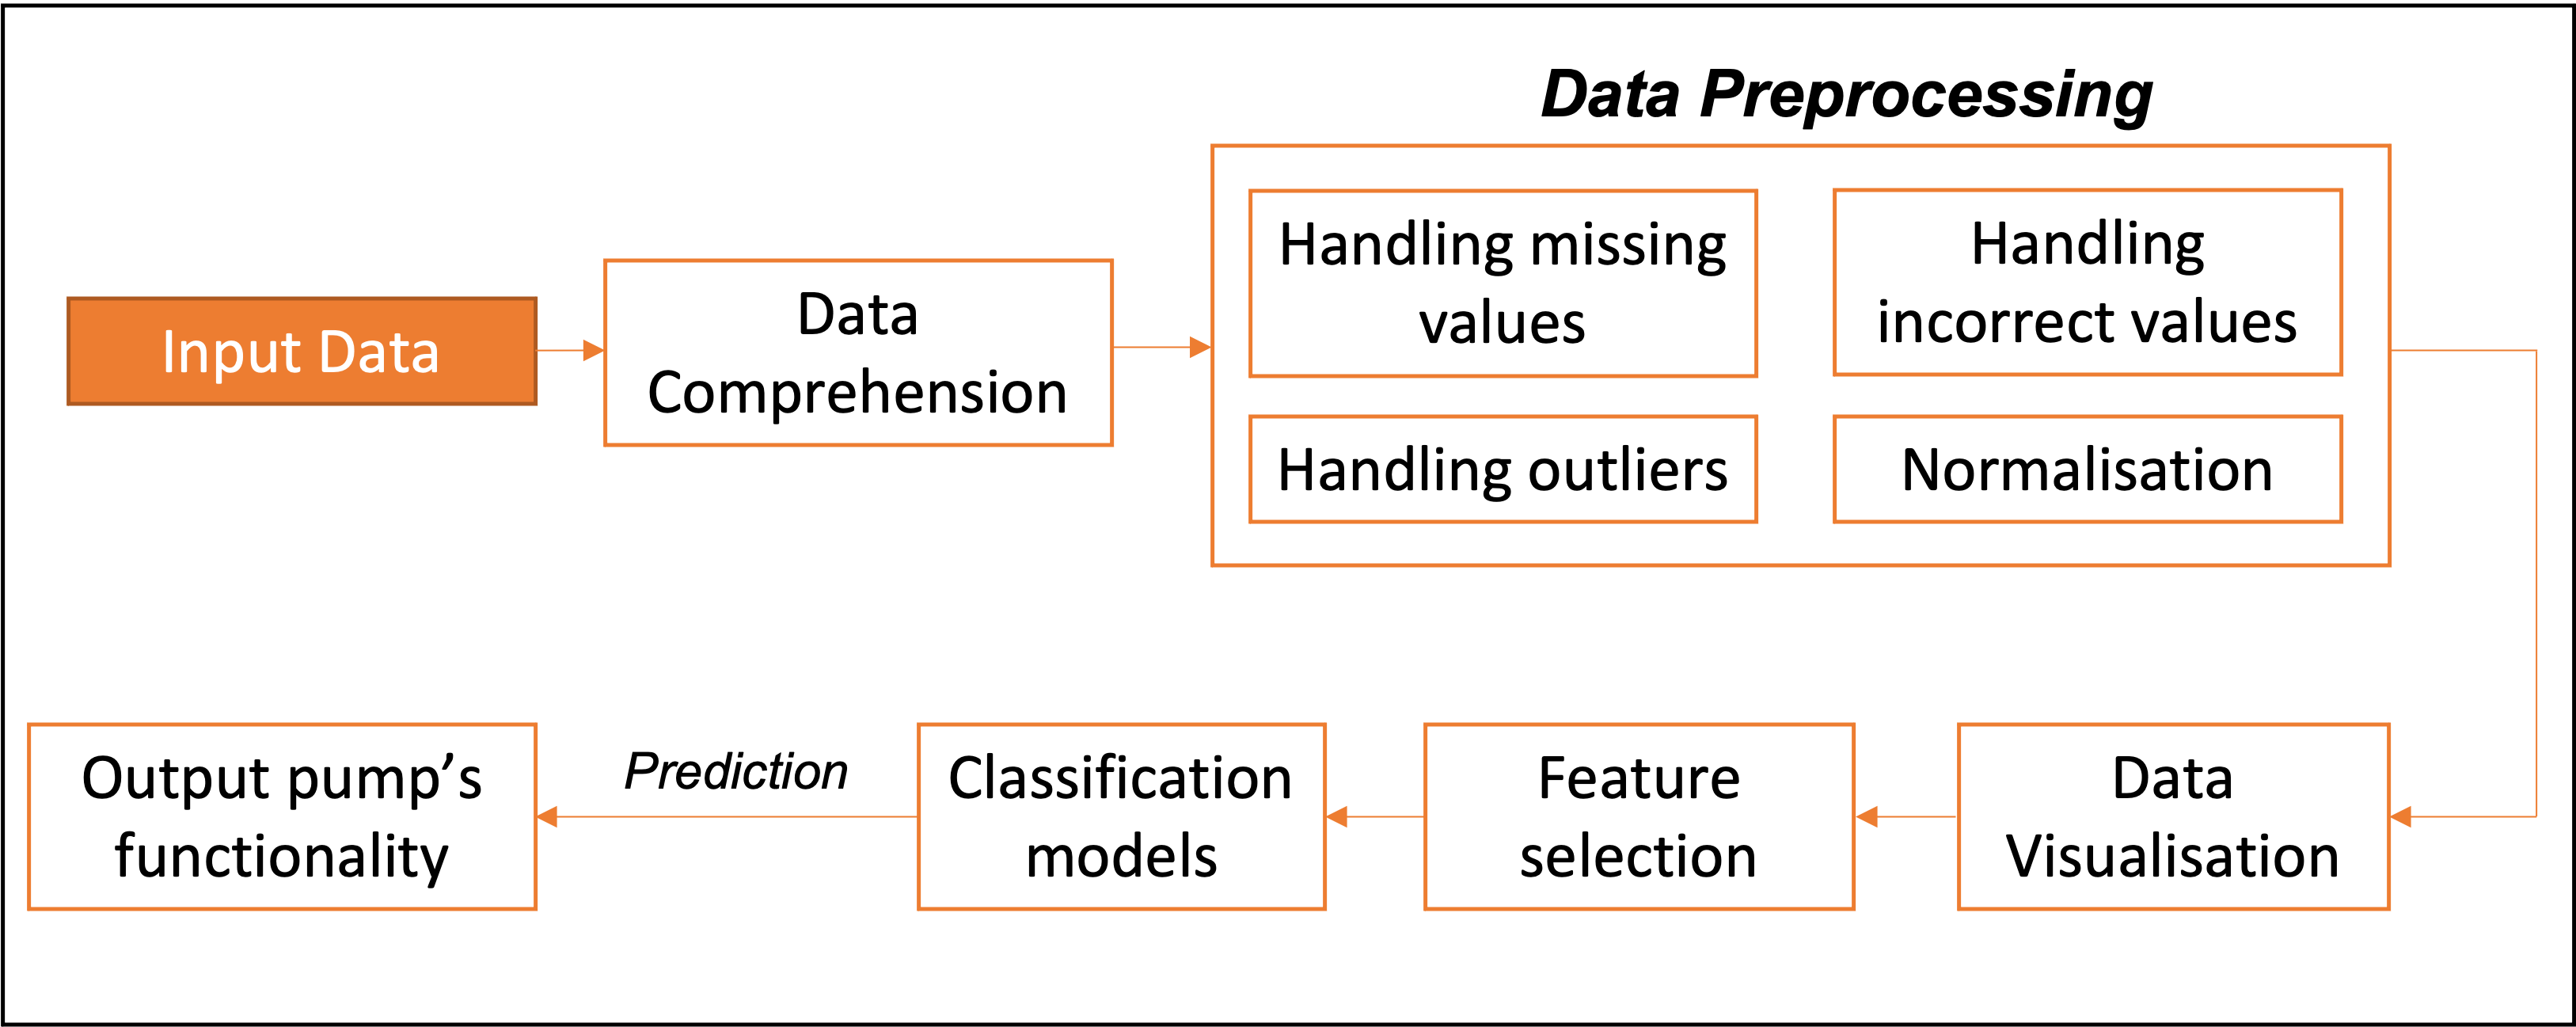 Data Preprocessing
Input Data
Data
Comprehension
Handling missing
values
Handling
incorrect values
Handling outliers
Normalisation
Data
Visualisation
Feature
selection
Classification
models
Prediction
Output pump’s
functionality